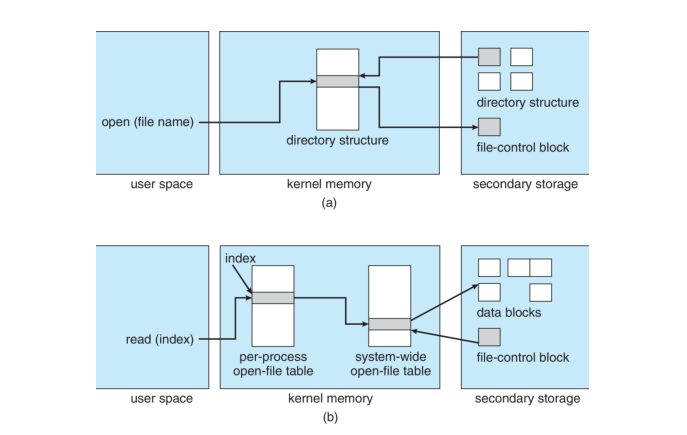 open (file name)
directory structure
directory structure
file-control block
user space
kernel memory
secondary storage
(a)
index
read (index)
per-process
open-file table
system-wide
open-file table
data blocks
file-control block
user space
kernel memory
secondary storage
(b)